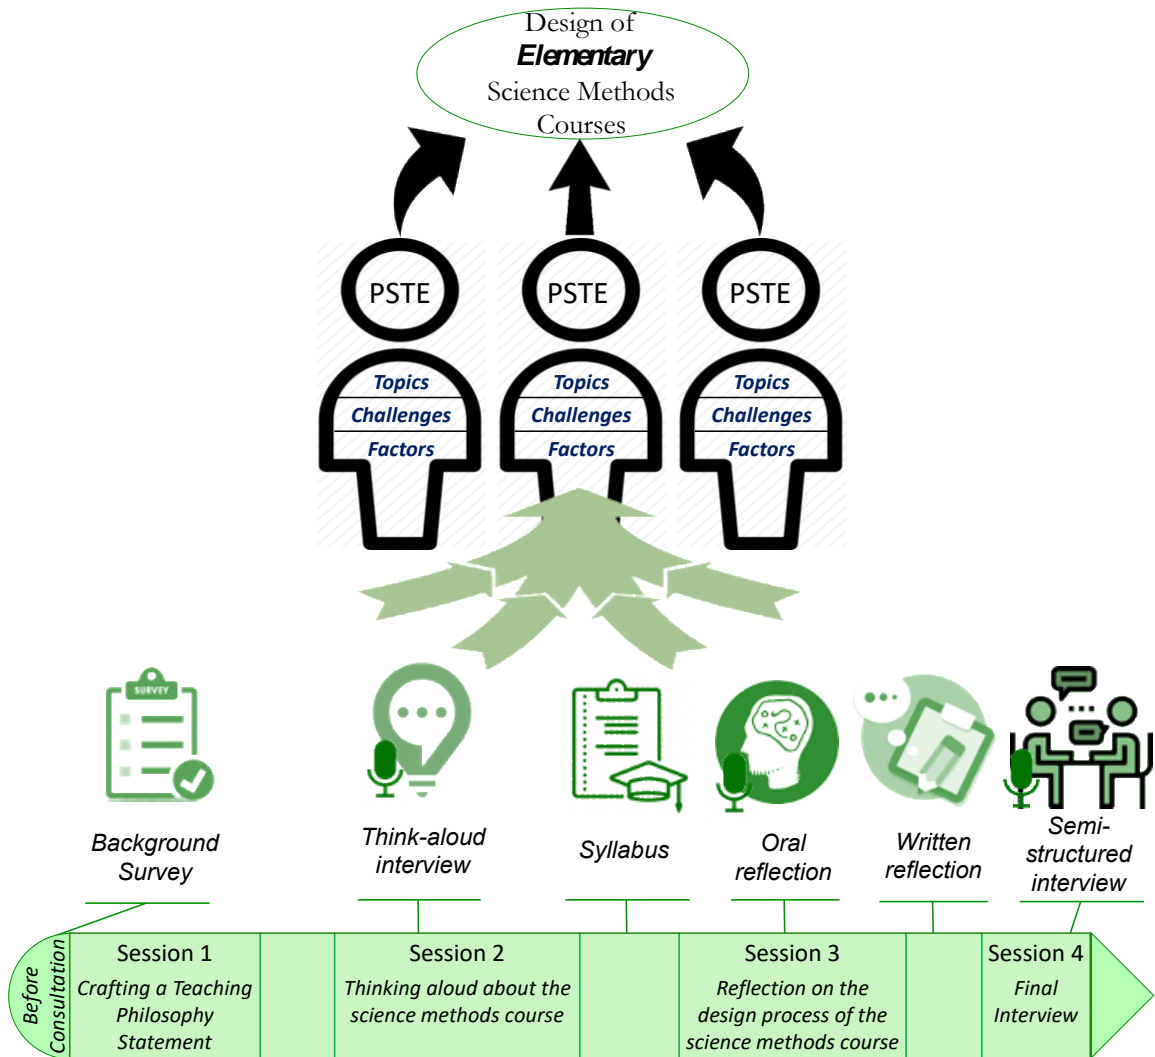 Design of
Elementary
Science Methods
Courses
PSTE
PSTE
PSTE
Topics
Challenges
Factors
Topics
Challenges
Factors
Topics
Challenges
Factors
SURVEY
Background
Survey
Think-aloud
interview
Syllabus
Oral
reflection
Written
reflection
Semi-
structured
interview
Before
Consultation
Session 1
Crafting a Teaching
Philosophy
Statement
Session 2
Thinking aloud about the
science methods course
Session 3
Reflection on the
design process of the
science methods course
Session 4
Final
Interview